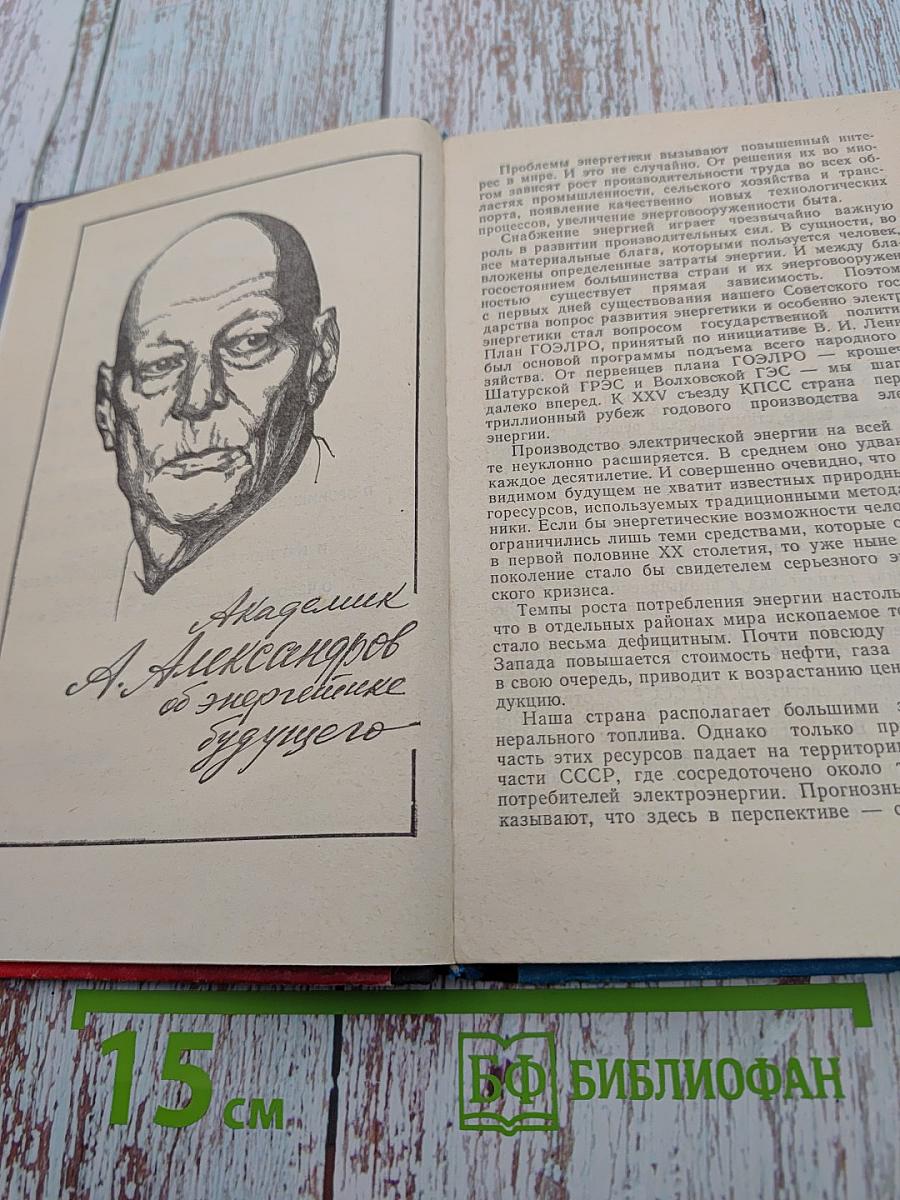 Академик
А. Александров
об энергетике
будущего
Проблемы энергетики вызывают повышенный инте-
рес в мире. И это не случайно. От решения их во мно-
гом зависят рост производительности труда во всех об-
ластях промышленности, сельского хозяйства и транс-
порта, появление качественно новых технологических
процессов, увеличение энерговооруженности быта.
Снабжение энергией играет чрезвычайно важную
роль в развитии производительных сил. В сущности, во
все материальные блага, которыми пользуется человек,
вложены определенные затраты энергии. И между бла-
госостоянием большинства стран и их энерговооружен
ностью существует прямая зависимость. Поэтом
с первых дней существования нашего Советского гос
дарства вопрос развития энергетики и особенно электр
энергетики стал вопросом государственной полити
План ГОЭЛРО, принятый по инициативе В. И. Лени
был основой программы подъема всего народного
зяйства. От первенцев плана ГОЭЛРО — крошеч
Шатурской ГРЭС и Волховской ГЭС — мы шаг
далеко вперед. К XXV съезду КПСС страна пер
триллионный рубеж годового производства эле
энергии.
Производство электрической энергии на всей
те неуклонно расширяется. В среднем оно удваи
каждое десятилетие. И совершенно очевидно, что
видимом будущем не хватит известных природны
горесурсов, используемых традиционными метода
ники. Если бы энергетические возможности чело
ограничились лишь теми средствами, которые с
в первой половине XX столетия, то уже ныне
поколение стало бы свидетелем серьезного э
ского кризиса.
Темпы роста потребления энергии настоль
что в отдельных районах мира ископаемое то
стало весьма дефицитным. Почти повсюду
Запада повышается стоимость нефти, газа
в свою очередь, приводит к возрастанию цен
дукцию.
Наша страна располагает большими з
нерального топлива. Однако только пр
часть этих ресурсов падает на территори
части СССР, где сосредоточено около
потребителей электроэнергии. Прогнозны
казывают, что здесь в перспективе — с
15 см
БФ БИБЛИОФАН